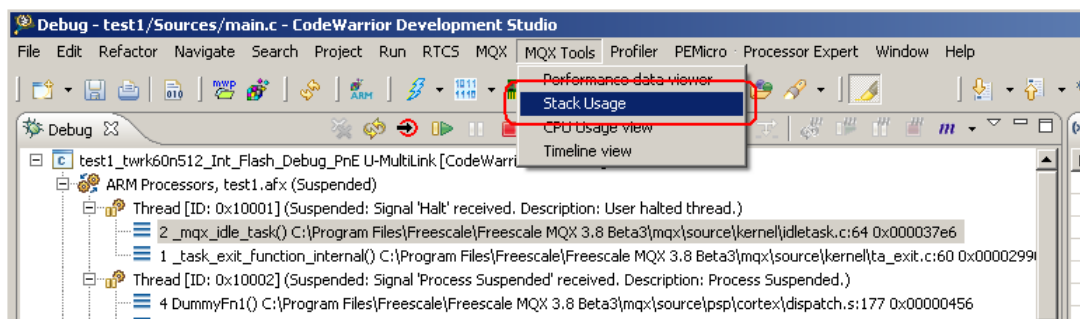 Debug - test1/Sources/main.c - CodeWarrior Development Studio
File Edit Refactor Navigate Search Project Run RTCS MQX MQX Tools Profiler PEMicro Processor Expert Window Help
Performance data viewer
Stack Usage
CPU Usage view
Timeline view
Debug
test1_twrk60n512_Int_Flash_Debug_PnE U-MultiLink [CodeWarri
ARM Processors, test1.afx (Suspended)
Thread [ID: 0x10001] (Suspended: Signal 'Halt' received. Description: User halted thread.)
2 _mqx_idle_task() C:\Program Files\Freescale\Freescale MQX 3.8 Beta3\mqx\source\kernel\idletask.c:64 0x000037e6
1 _task_exit_function_internal() C:\Program Files\Freescale\Freescale MQX 3.8 Beta3\mqx\source\kernel\ta_exit.c:60 0x0000299
Thread [ID: 0x10002] (Suspended: Signal 'Process Suspended' received. Description: Process Suspended.)
4 DummyFn1() C:\Program Files\Freescale\Freescale MQX 3.8 Beta3\mqx\source\psp\cortex\dispatch.s:177 0x00000456